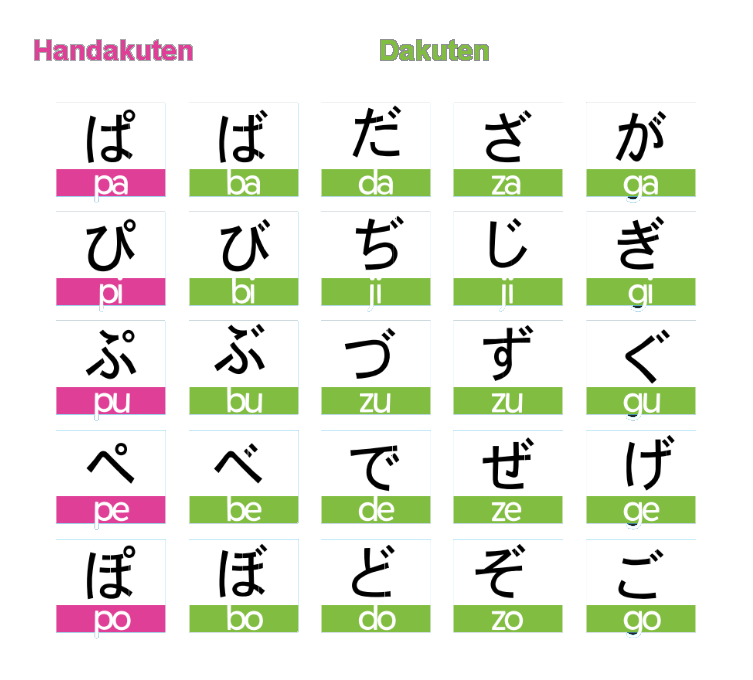 Handakuten Dakuten
ぱ ば だ ざ が
pa ba da za ga
ぴ び ぢ じ ぎ
pi bi ji ji gi
ぷ ぶ づ ず ぐ
pu bu zu zu gu
ぺ べ で ぜ げ
pe be de ze ge
ぽ ぼ ど ぞ ご
po bo do zo go